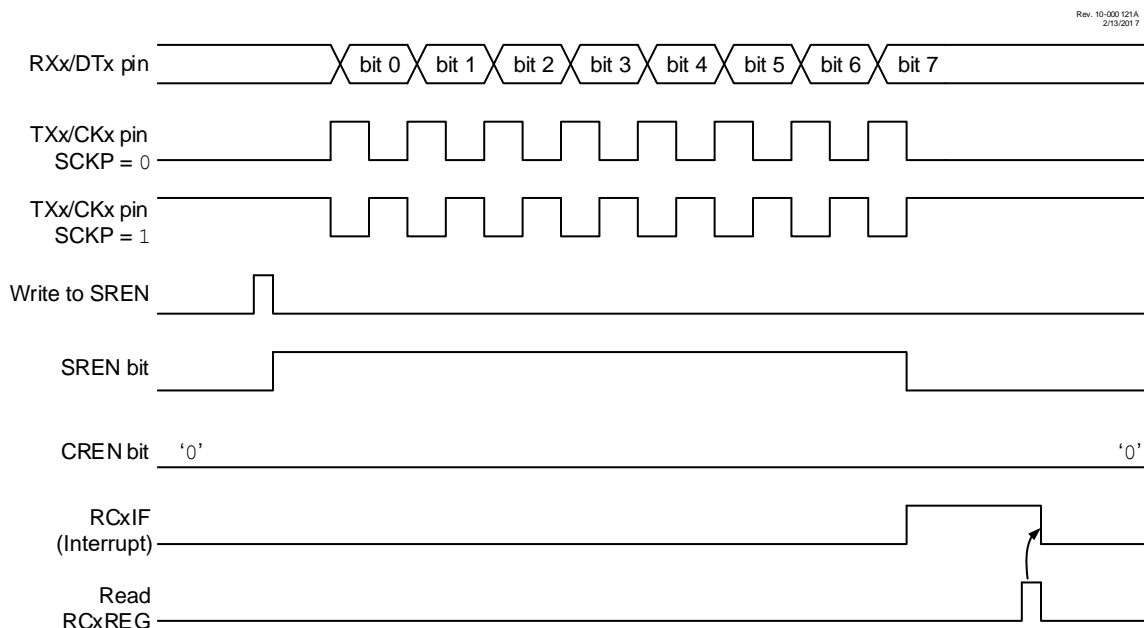 Rev. 10-000121A
2/13/2017
RXx/DTx pin
bit 0 bit 1 bit 2 bit 3 bit 4 bit 5 bit 6 bit 7
TXx/CKx pin
SCKP = 0
TXx/CKx pin
SCKP = 1
Write to SREN
SREN bit
CREN bit ‘0’ ‘0’
RCxIF
(Interrupt)
Read
RCxREG